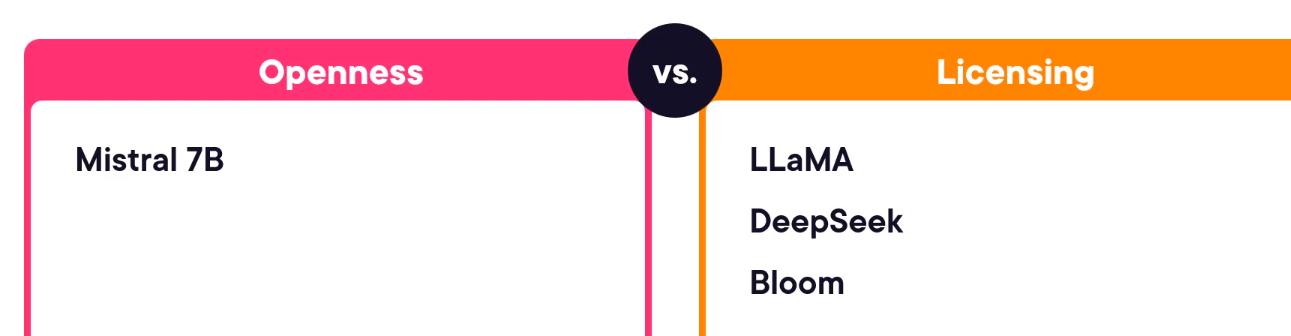 Openness
vs.
Licensing
Mistral 7B
LLaMA
DeepSeek
Bloom